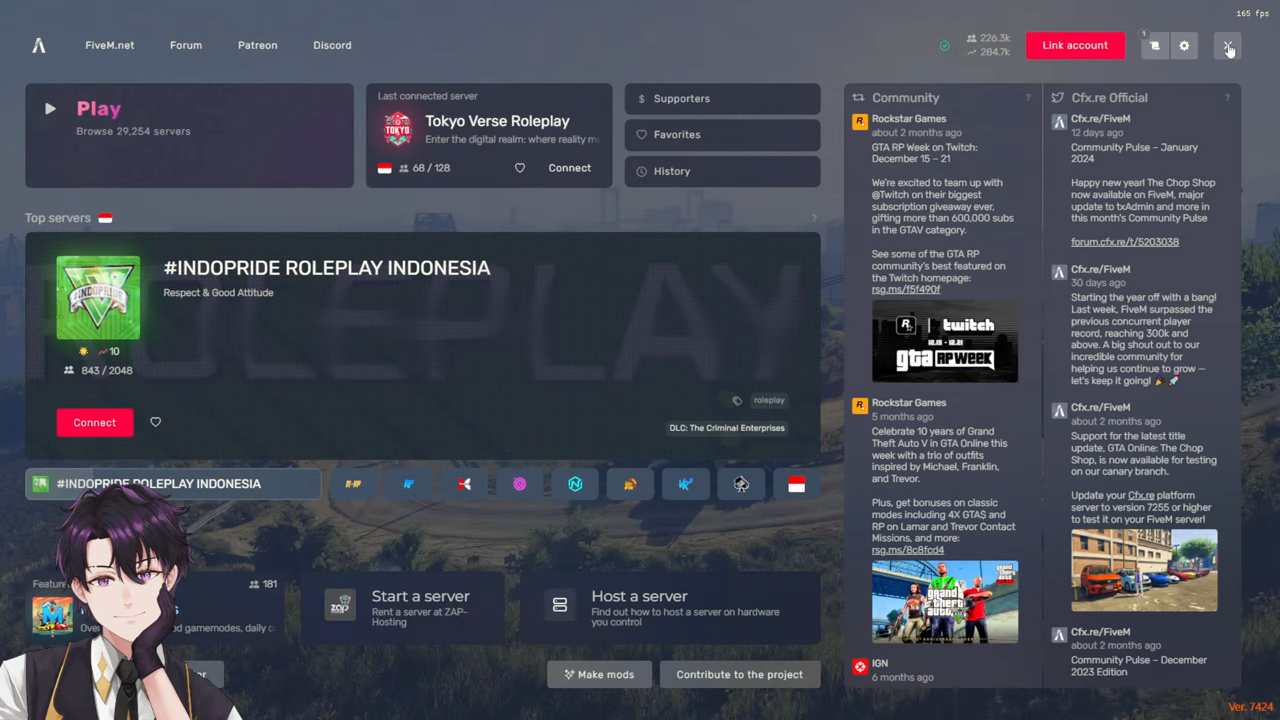 165 fps
FiveM.net
Forum
Patreon
Discord
226.3k
284.7k
Link account
1
Play
Browse 29,254 servers
Last connected server
TOKYO
Tokyo Verse Roleplay
Enter the digital realm: where reality m
68 / 128
Connect
$ Supporters
Favorites
History
Top servers
?
#INDOPRIDE ROLEPLAY INDONESIA
Respect & Good Attitude
INDOPRIDE
ROLEPLAY
10
843 / 2048
Connect
roleplay
DLC: The Criminal Enterprises
#INDOPRIDE ROLEPLAY INDONESIA
Feature
181
Start a server
Rent a server at ZAP-
Hosting
ZAP
Host a server
Find out how to host a server on hardware
you control
Make mods
Contribute to the project
Community
?
Rockstar Games
about 2 months ago
GTA RP Week on Twitch:
December 15 – 21
We're excited to team up with
@Twitch on their biggest
subscription giveaway ever,
gifting more than 600,000 subs
in the GTAV category.
See some of the GTA RP
community's best featured on
the Twitch homepage:
rsg.ms/f5f490f
R twitch
12.15 - 12.21
gta RP WEEK
Rockstar Games
5 months ago
Celebrate 10 years of Grand
Theft Auto V in GTA Online this
week with a trio of outfits
inspired by Michael, Franklin,
and Trevor.
Plus, get bonuses on classic
modes including 4X GTA$ and
RP on Lamar and Trevor Contact
Missions, and more:
rsg.ms/8c8fcd4
grand theft auto V
IGN
6 months ago
Cfx.re Official
?
Cfx.re/FiveM
12 days ago
Community Pulse – January
2024
Happy new year! The Chop Shop
now available on FiveM, major
update to txAdmin and more in
this month's Community Pulse
forum.cfx.re/t/5203038
Cfx.re/FiveM
30 days ago
Starting the year off with a bang!
Last week, FiveM surpassed the
previous concurrent player
record, reaching 300k and
above. A big shout out to our
incredible community for
helping us continue to grow —
let's keep it going! 🎉 🚀
Cfx.re/FiveM
about 2 months ago
Support for the latest title
update, GTA Online: The Chop
Shop, is now available for testing
on our canary branch.
Update your Cfx.re platform
server to version 7255 or higher
to test it on your FiveM server!
Cfx.re/FiveM
about 2 months ago
Community Pulse – December
2023 Edition
Ver. 7424